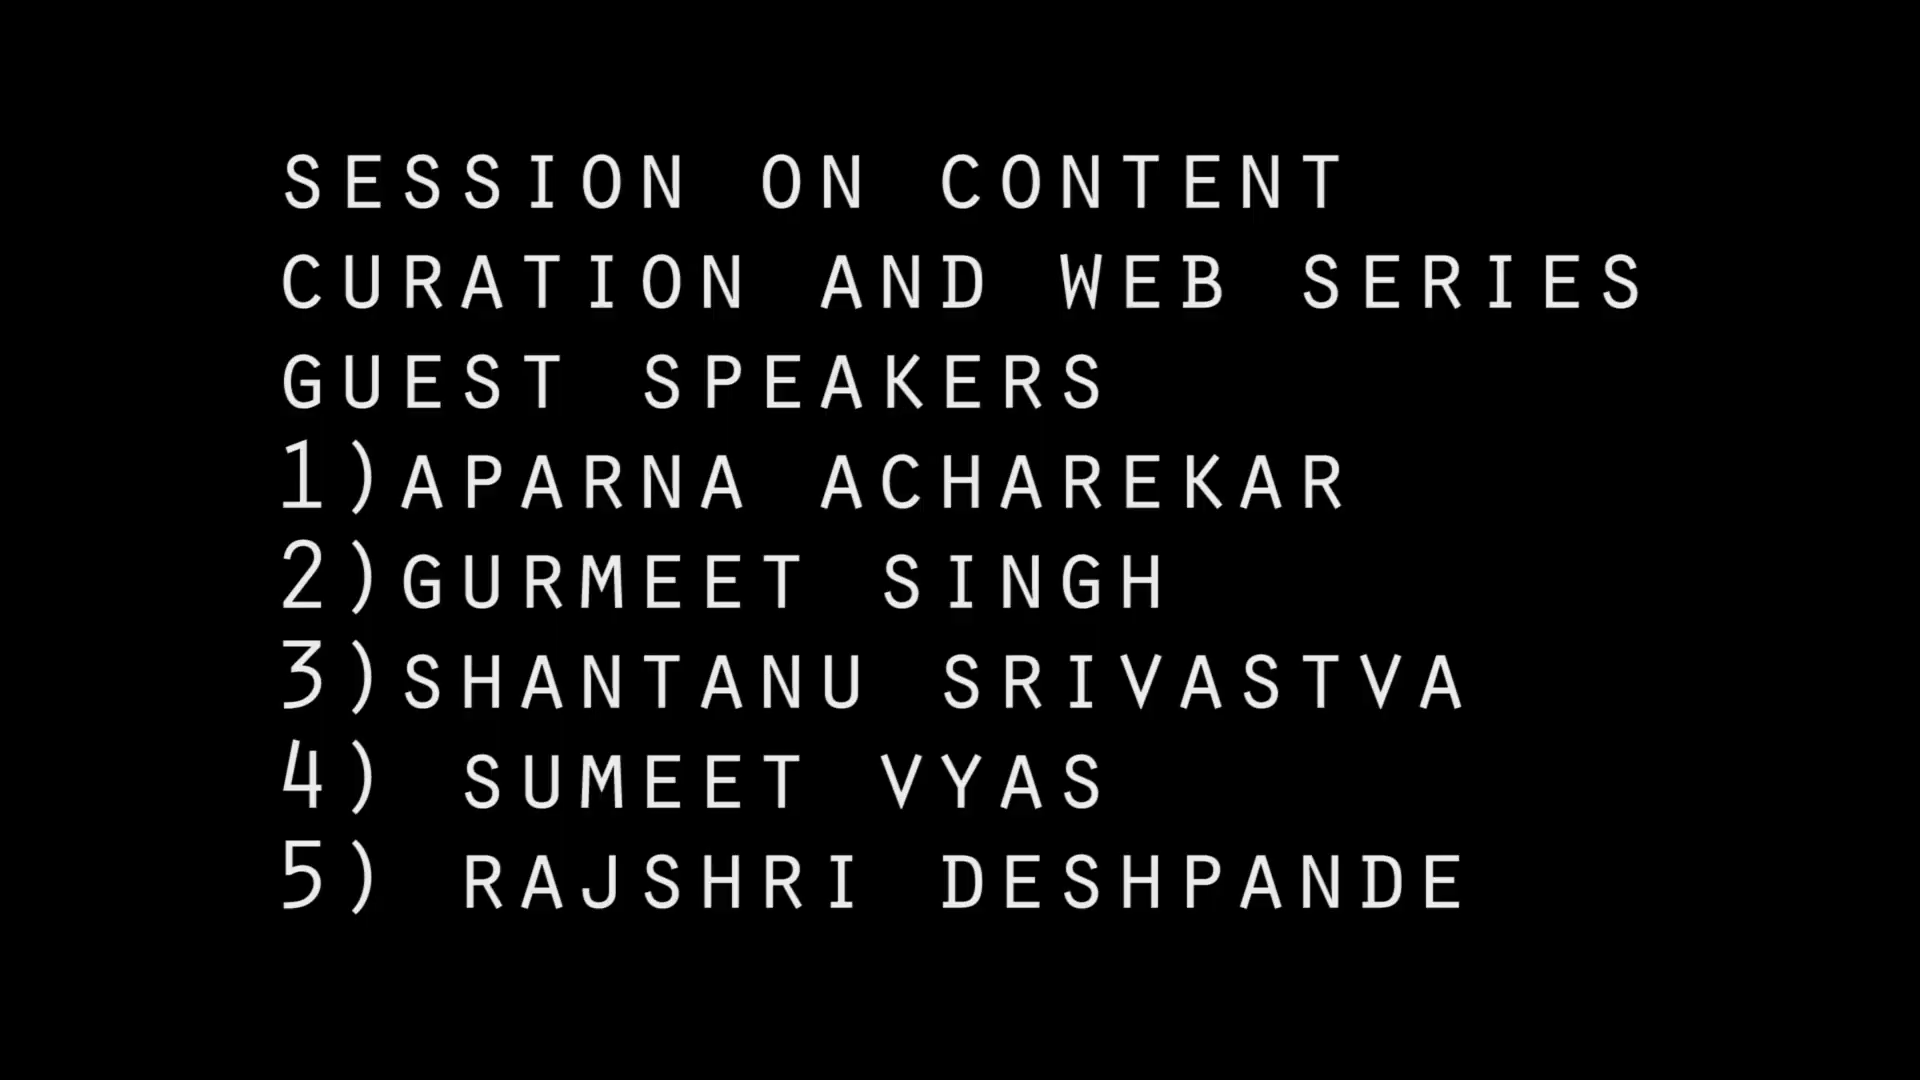 SESSION ON CONTENT
CURATION AND WEB SERIES
GUEST SPEAKERS
1)APARNA ACHAREKAR
2)GURMEET SINGH
3)SHANTANU SRIVASTVA
4) SUMEET VYAS
5) RAJSHRI DESHPANDE